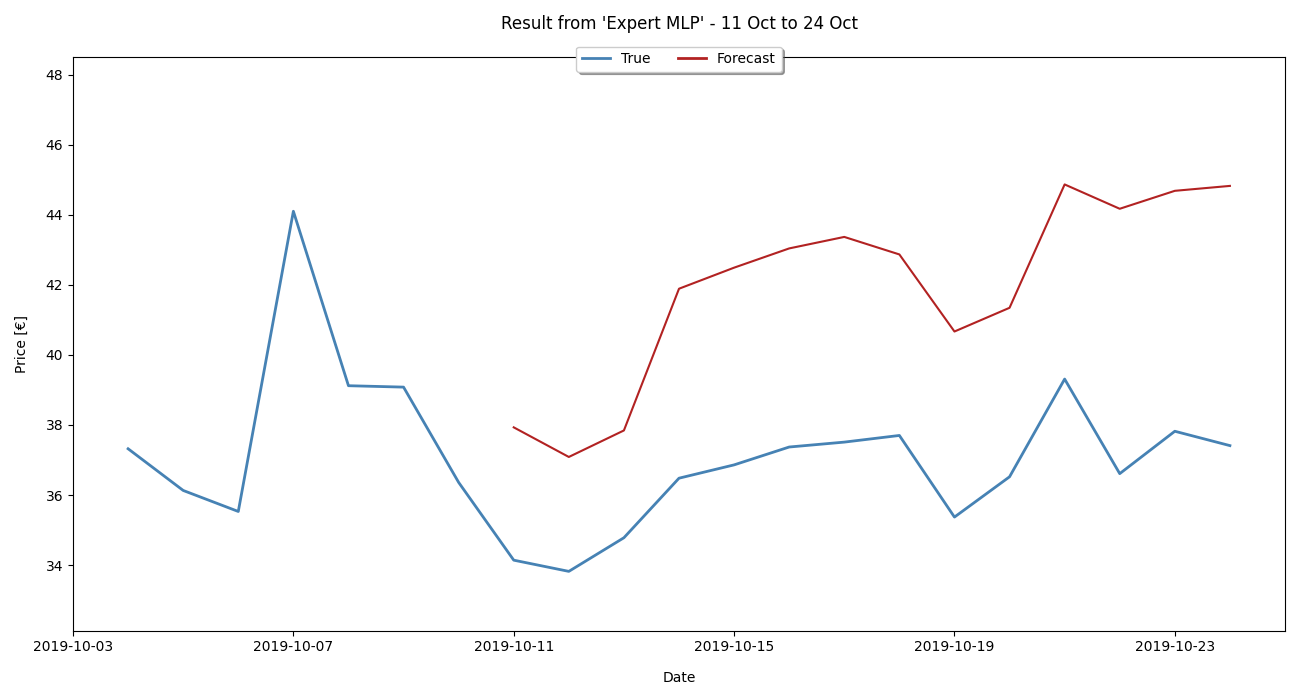 Result from 'Expert MLP' - 11 Oct to 24 Oct
True Forecast
48
46
44
42
40
38
36
34
Price [€]
2019-10-03 2019-10-07 2019-10-11 2019-10-15 2019-10-19 2019-10-23
Date